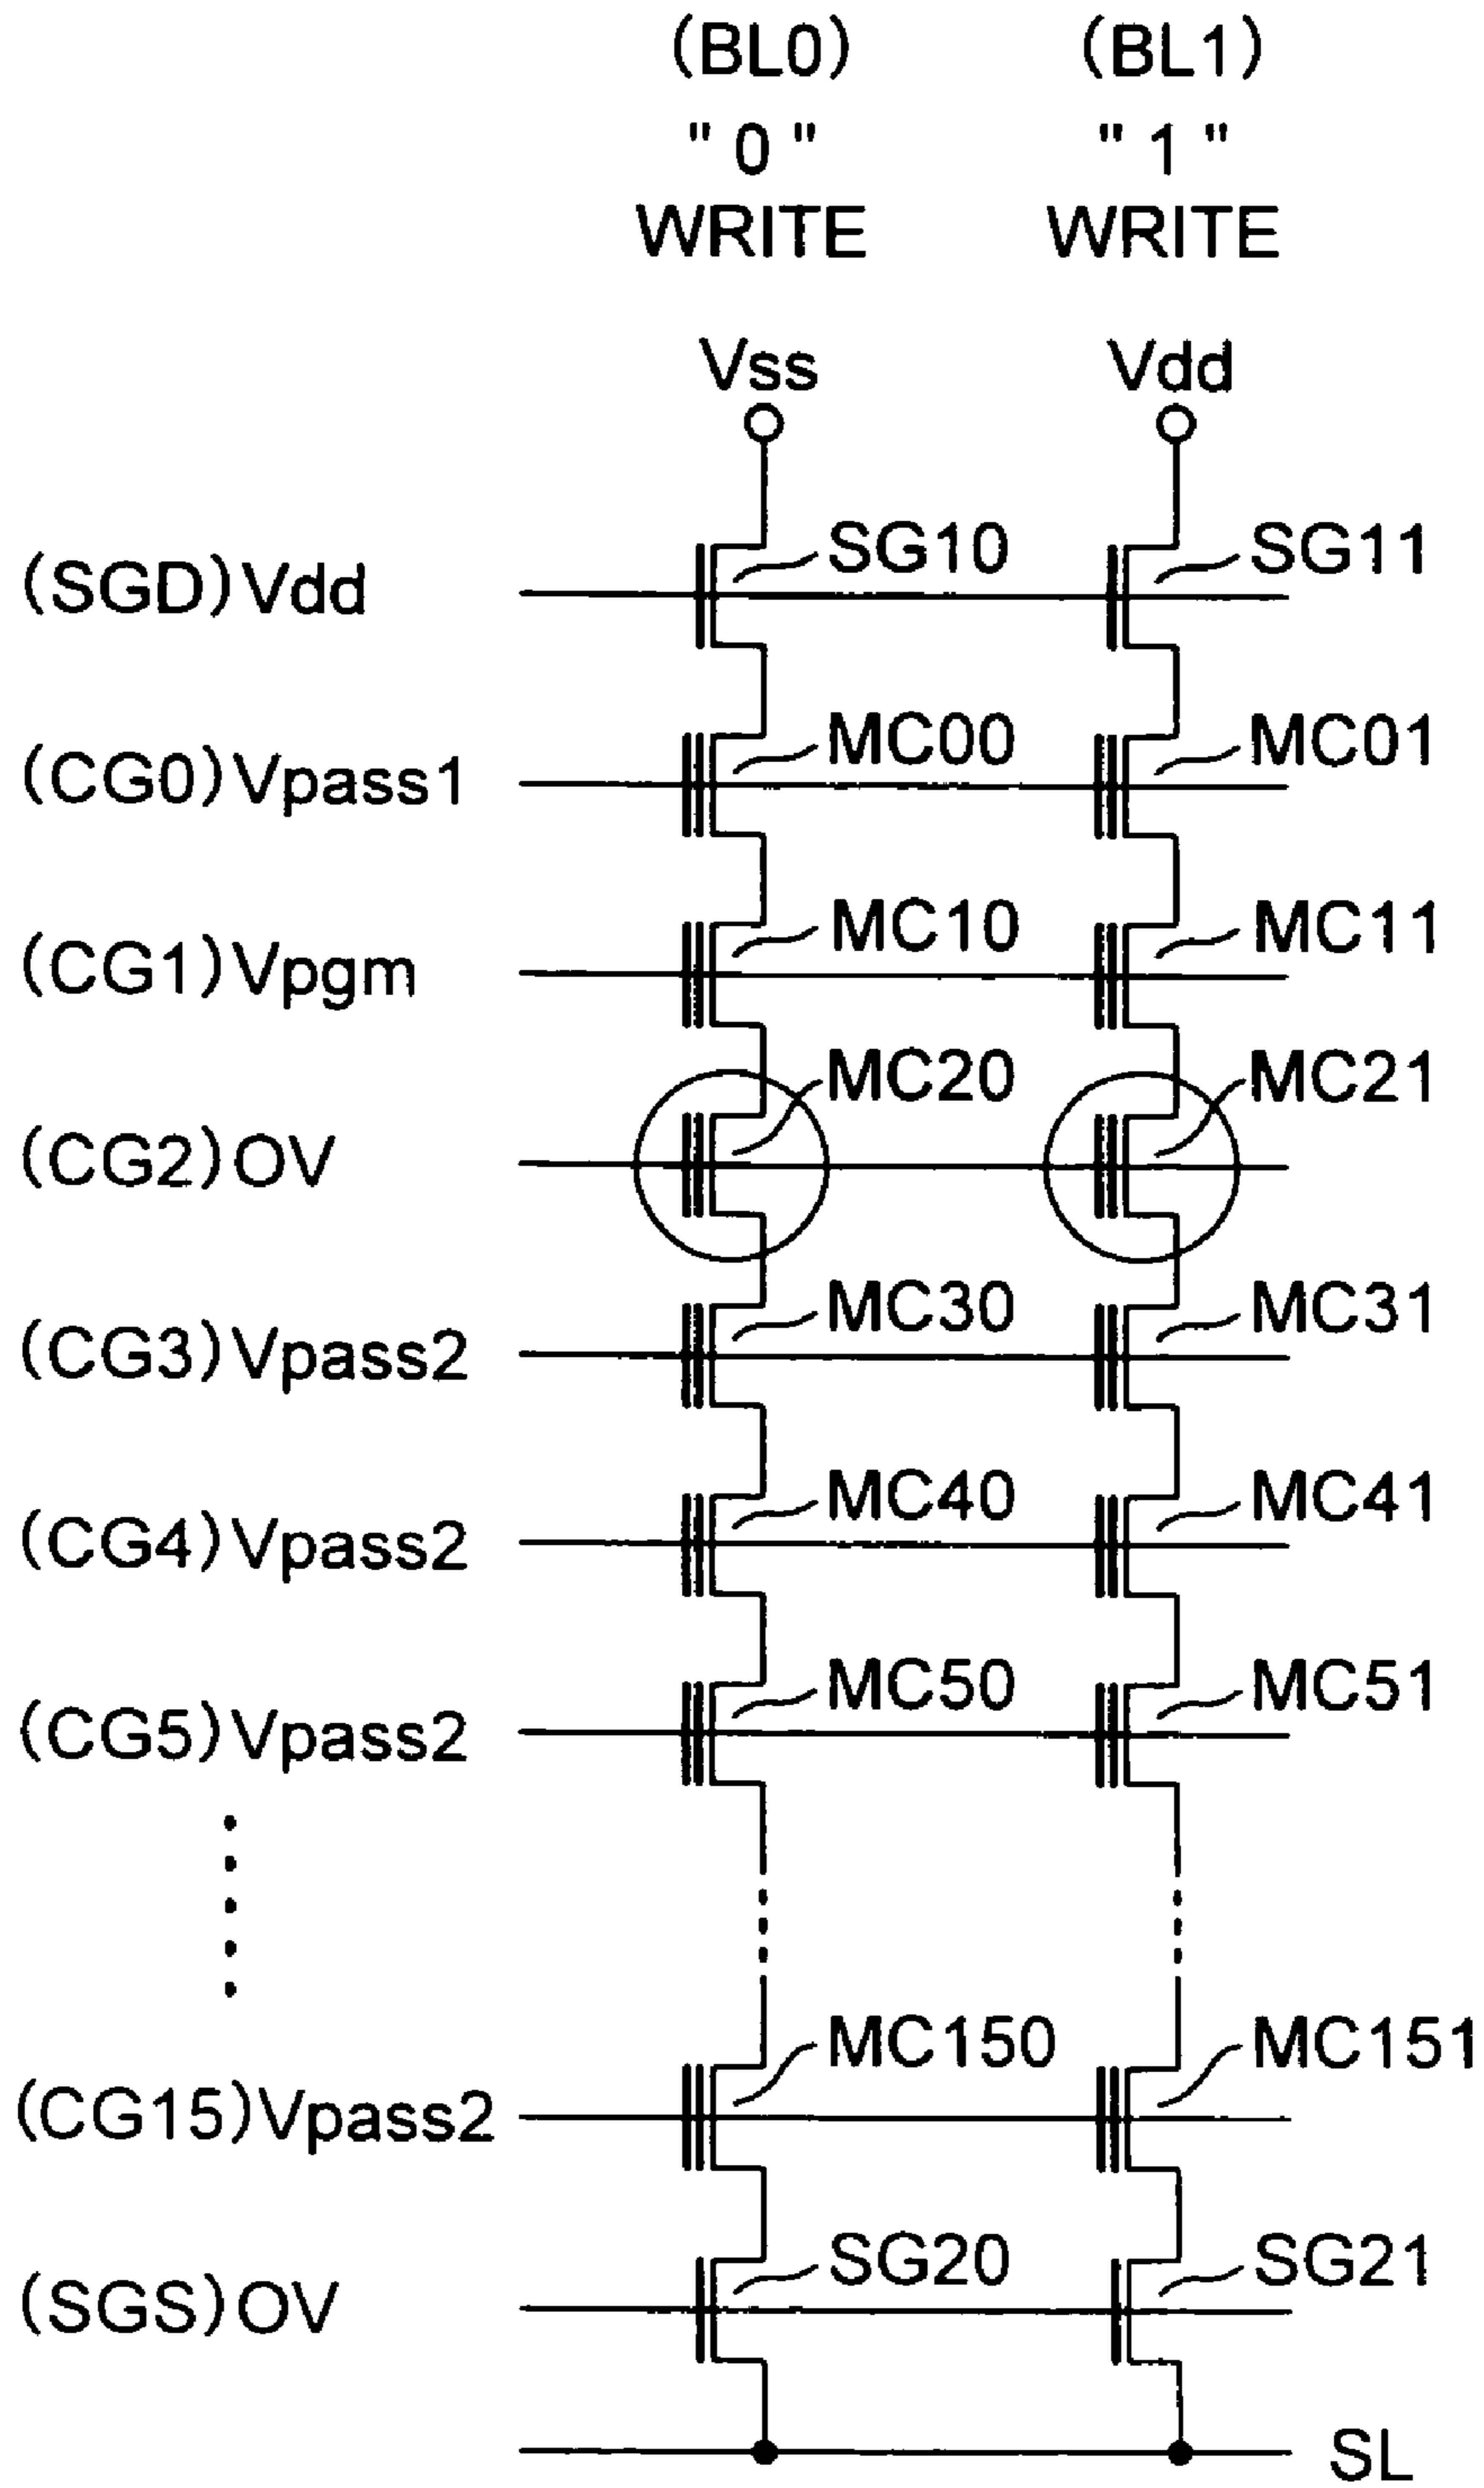 (BL0) (BL1)
"0" "1"
WRITE WRITE
Vss Vdd
(SGD)Vdd SG10 SG11
(CG0)Vpass1 MC00 MC01
(CG1)Vpgm MC10 MC11
(CG2)0V MC20 MC21
(CG3)Vpass2 MC30 MC31
(CG4)Vpass2 MC40 MC41
(CG5)Vpass2 MC50 MC51
(CG15)Vpass2 MC150 MC151
(SGS)0V SG20 SG21
SL